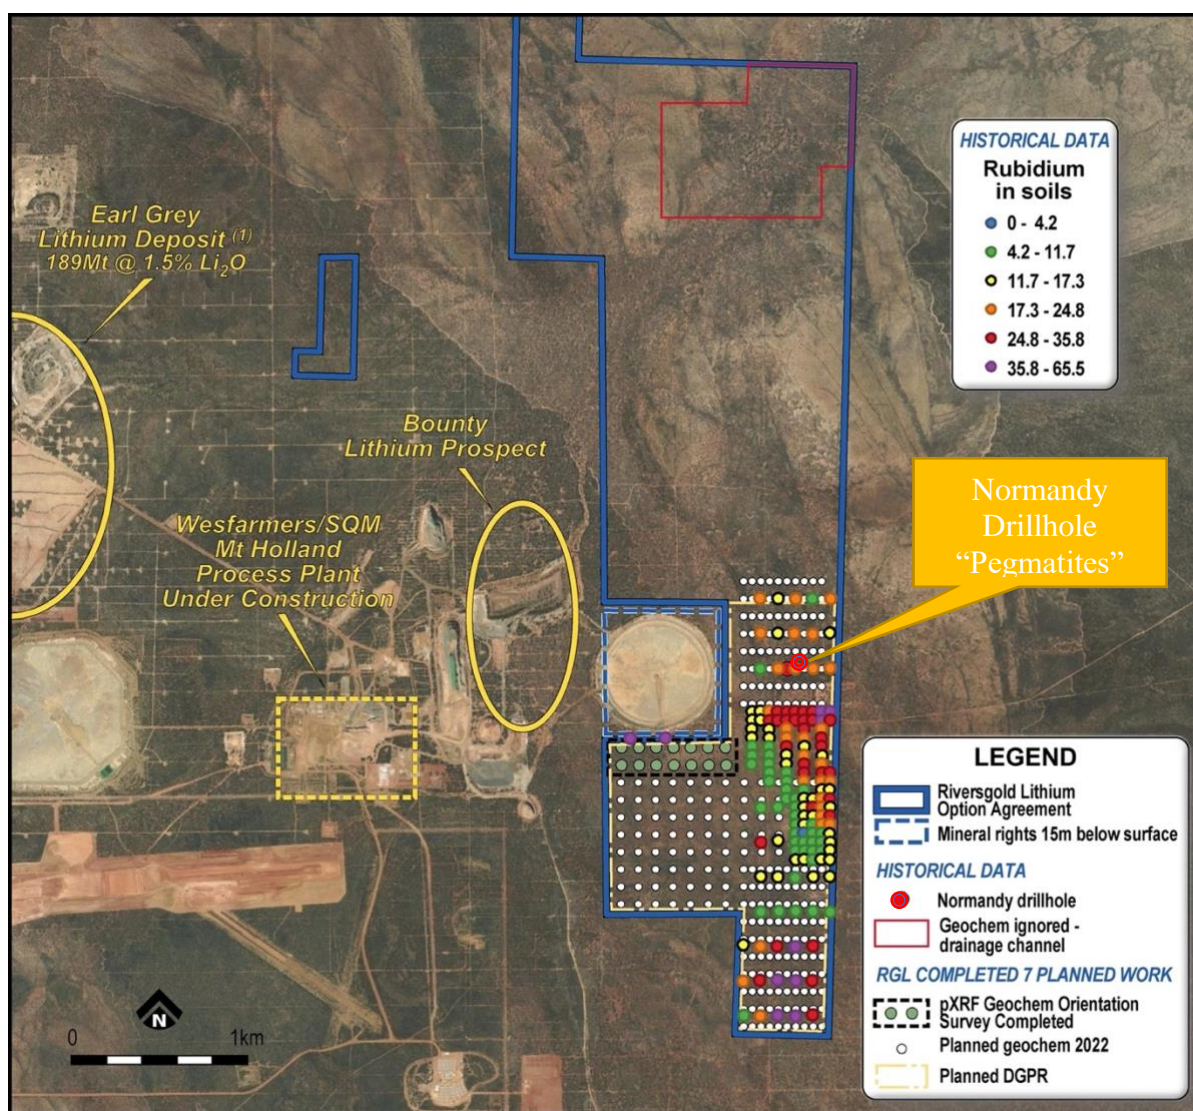 Earl Grey
Lithium Deposit (1)
189Mt @ 1.5% Li2O
Bounty
Lithium Prospect
Wesfarmers/SQM
Mt Holland
Process Plant
Under Construction
HISTORICAL DATA
Rubidium
in soils
0 - 4.2
4.2 - 11.7
11.7 - 17.3
17.3 - 24.8
24.8 - 35.8
35.8 - 65.5
Normandy
Drillhole
“Pegmatites”
LEGEND
Riversgold Lithium
Option Agreement
Mineral rights 15m below surface
HISTORICAL DATA
Normandy drillhole
Geochem ignored -
drainage channel
RGL COMPLETED 7 PLANNED WORK
pXRF Geochem Orientation
Survey Completed
Planned geochem 2022
Planned DGPR
N
0 1km